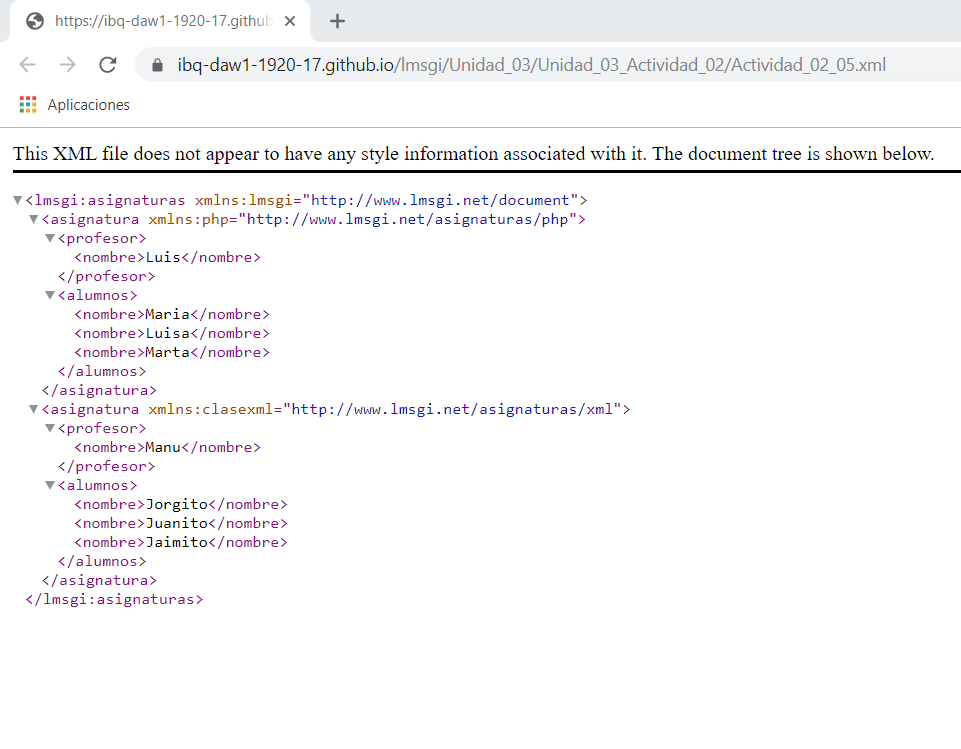 https://ibq-daw1-1920-17.github
ibq-daw1-1920-17.github.io/lmsgi/Unidad_03/Unidad_03_Actividad_02/Actividad_02_05.xml
Aplicaciones
This XML file does not appear to have any style information associated with it. The document tree is shown below.
▼<lmsgi:asignaturas xmlns:lmsgi="http://www.lmsgi.net/document">
▼<asignatura xmlns:php="http://www.lmsgi.net/asignaturas/php">
▼<profesor>
<nombre>Luis</nombre>
</profesor>
▼<alumnos>
<nombre>Maria</nombre>
<nombre>Luisa</nombre>
<nombre>Marta</nombre>
</alumnos>
</asignatura>
▼<asignatura xmlns:clasexml="http://www.lmsgi.net/asignaturas/xml">
▼<profesor>
<nombre>Manu</nombre>
</profesor>
▼<alumnos>
<nombre>Jorgito</nombre>
<nombre>Juanito</nombre>
<nombre>Jaimito</nombre>
</alumnos>
</asignatura>
</lmsgi:asignaturas>